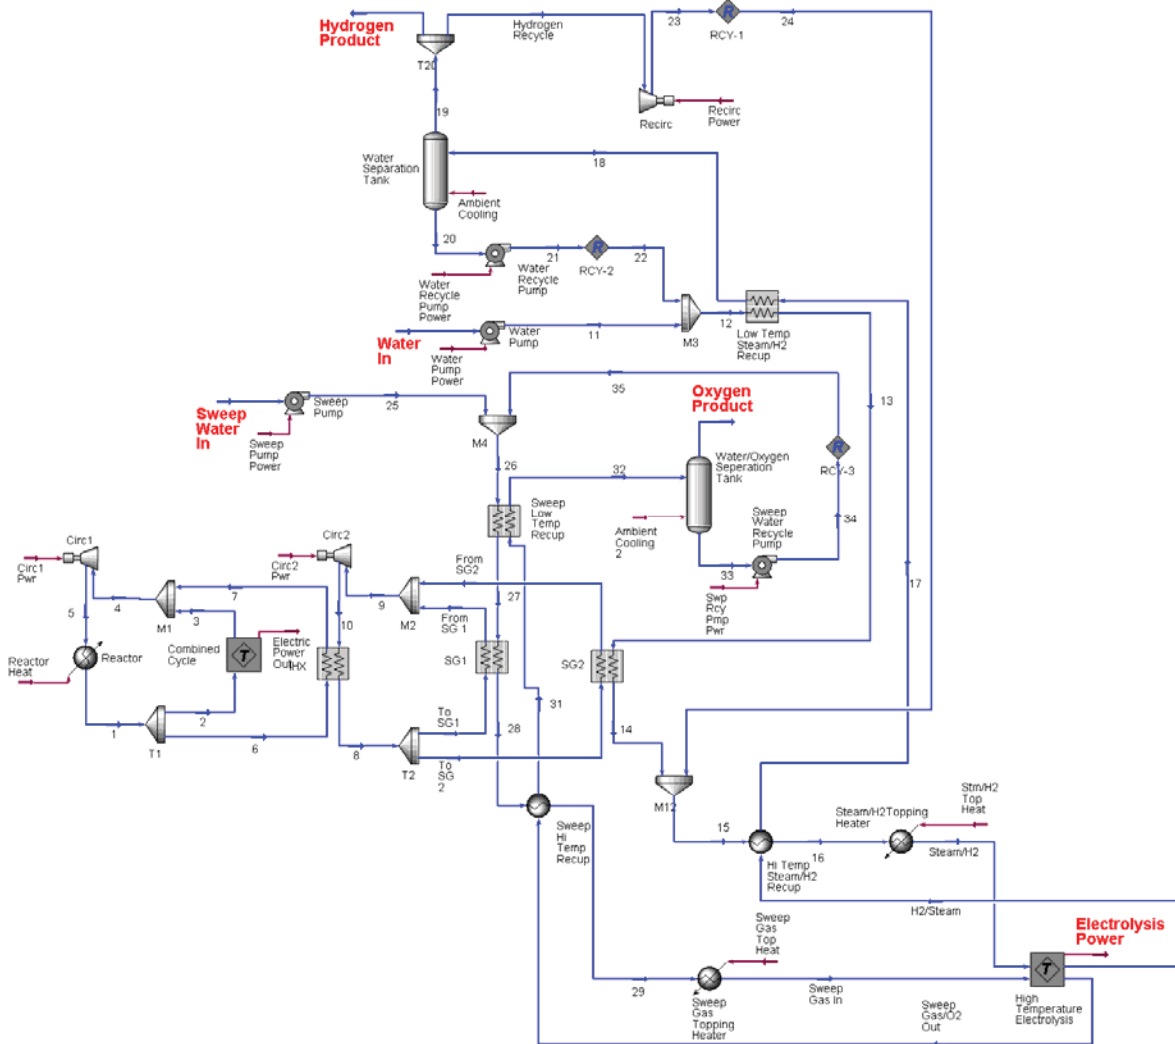 Hydrogen
Product
Hydrogen
Recycle
23
R
RCY-1
24
T20
Recirc
Recirc
Power
19
Water
Separation
Tank
18
Ambient
Cooling
20
21
R
RCY-2
22
Water
Recycle
Pump
Water
Recycle
Pump
Power
Water
In
Water
Pump
Water
Pump
Power
11
M3
12
Low Temp
Steam/H2
Recup
13
Sweep
Water
In
Sweep
Pump
Sweep
Pump
Power
25
M4
35
Oxygen
Product
26
32
Water/Oxygen
Seperation
Tank
R
RCY-3
Sweep
Low
Temp
Recup
Ambient
Cooling
2
Sweep
Water
Recycle
Pump
34
33
Swp
Rcy
Pmp
Pwr
17
Circ1
Circ1
Pwr
Circ2
Circ2
Pwr
From
SG2
From
SG 1
27
5
4
M1
7
3
10
9
M2
Reactor
Heat
Reactor
Combined
Cycle
T
Electric
Power
Out
IHX
SG1
SG2
1
T1
2
6
8
T2
To
SG1
To
SG
2
28
31
14
M12
Sweep
Hi
Temp
Recup
15
Hi Temp
Steam/H2
Recup
16
Steam/H2Topping
Heater
Stm/H2
Top
Heat
Steam/H2
H2/Steam
Electrolysis
Power
Sweep
Gas
Top
Heat
29
Sweep
Gas
Topping
Heater
Sweep
Gas In
Sweep
Gas/O2
Out
T
High
Temperature
Electrolysis